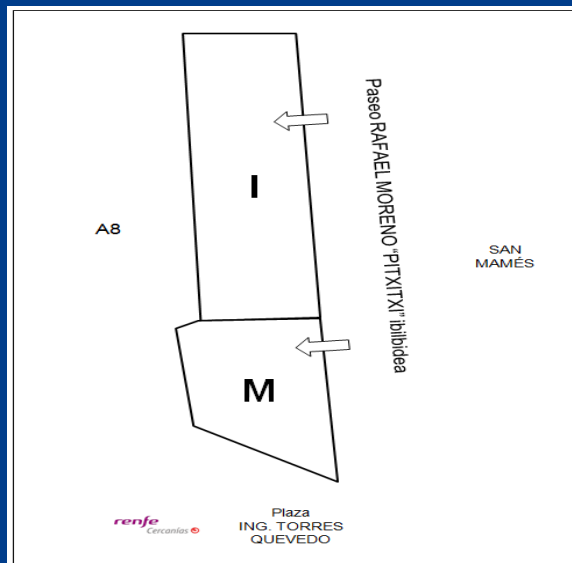 Paseo RAFAEL MORENO "PITXITXI" ibilbidea
I
A8
SAN
MAMÉS
M
renfe
Cercanías
Plaza
ING. TORRES
QUEVEDO